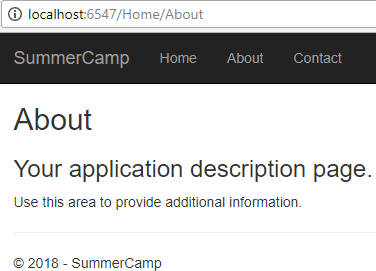 localhost:6547/Home/About
SummerCamp Home About Contact
About
Your application description page.
Use this area to provide additional information.
© 2018 - SummerCamp